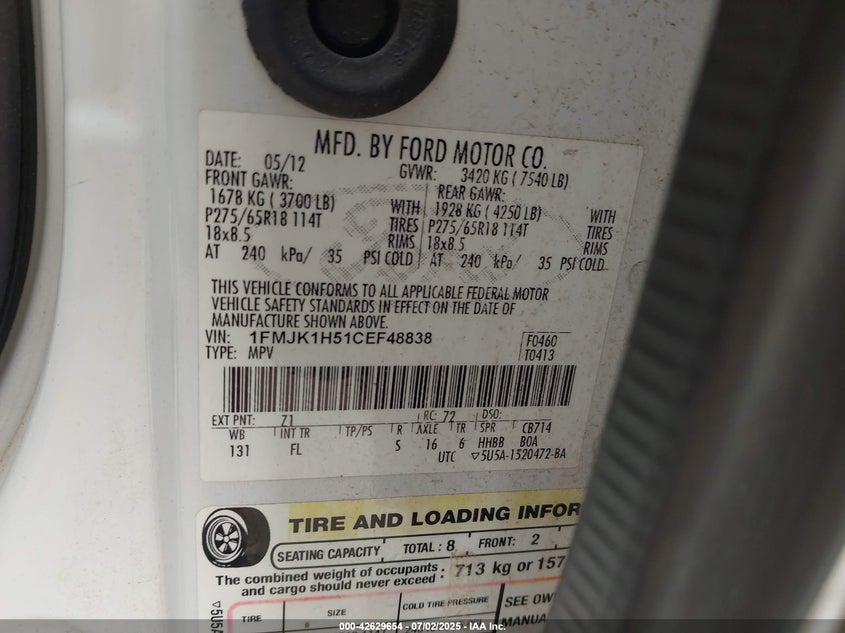 MFD. BY FORD MOTOR CO.
DATE: 05/12 GVWR: 3420 KG ( 7540 LB)
FRONT GAWR: REAR GAWR:
1678 KG ( 3700 LB) WITH 1928 KG ( 4250 LB) WITH
P275/65R18 114T TIRES P275/65R18 114T TIRES
18x8.5 RIMS 18x8.5 RIMS
AT 240 kPa/ 35 PSI COLD AT 240 kPa/ 35 PSI COLD
THIS VEHICLE CONFORMS TO ALL APPLICABLE FEDERAL MOTOR
VEHICLE SAFETY STANDARDS IN EFFECT ON THE DATE OF
MANUFACTURE SHOWN ABOVE.
VIN: 1FMJK1H51CEF48838 F0460
TYPE: MPV T0413
EXT PNT: Z1 RC: 72 DSO:
WB INT TR TP/PS R AXLE TR SPR CB714
131 FL S 16 6 HHBB B0A
UTC ▽5U5A-1520472-BA
TIRE AND LOADING INFOR
SEATING CAPACITY TOTAL : 8 FRONT: 2
The combined weight of occupants and cargo should never exceed : 713 kg or 157
▽5U5A
TIRE SIZE COLD TIRE PRESSURE SEE OWN
MANUA
000-42629654 - 07/02/2025 - IAA Inc.